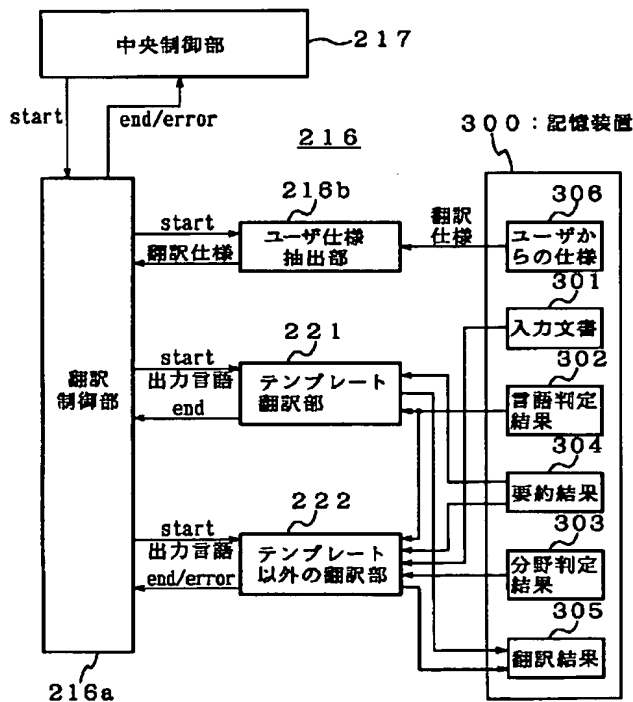 中央制御部
217
start
end/error
300:記憶装置
216
216b
306
start
翻訳仕様
ユーザ仕様
抽出部
翻訳
仕様
ユーザか
らの仕様
301
入力文書
221
302
start
出力言語
end
テンプレート
翻訳部
言語判定
結果
翻訳
制御部
304
要約結果
222
303
start
出力言語
end/error
テンプレート
以外の翻訳部
分野判定
結果
305
翻訳結果
216a